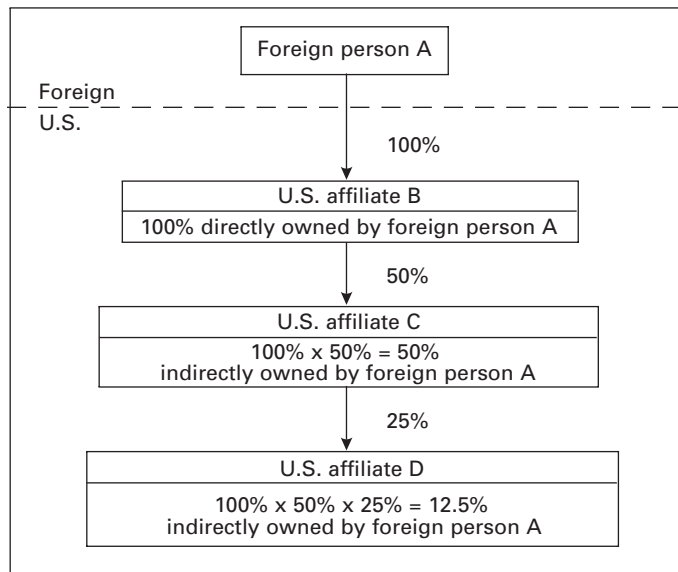 Foreign person A
Foreign
U.S.
100%
U.S. affiliate B
100% directly owned by foreign person A
50%
U.S. affiliate C
100% x 50% = 50%
indirectly owned by foreign person A
25%
U.S. affiliate D
100% x 50% x 25% = 12.5%
indirectly owned by foreign person A